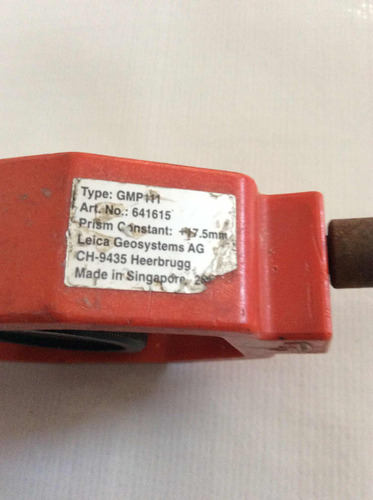 Type: GMP111
Art. No.: 641615
Prism Constant: +17.5mm
Leica Geosystems AG
CH-9435 Heerbrugg
Made in Singapore